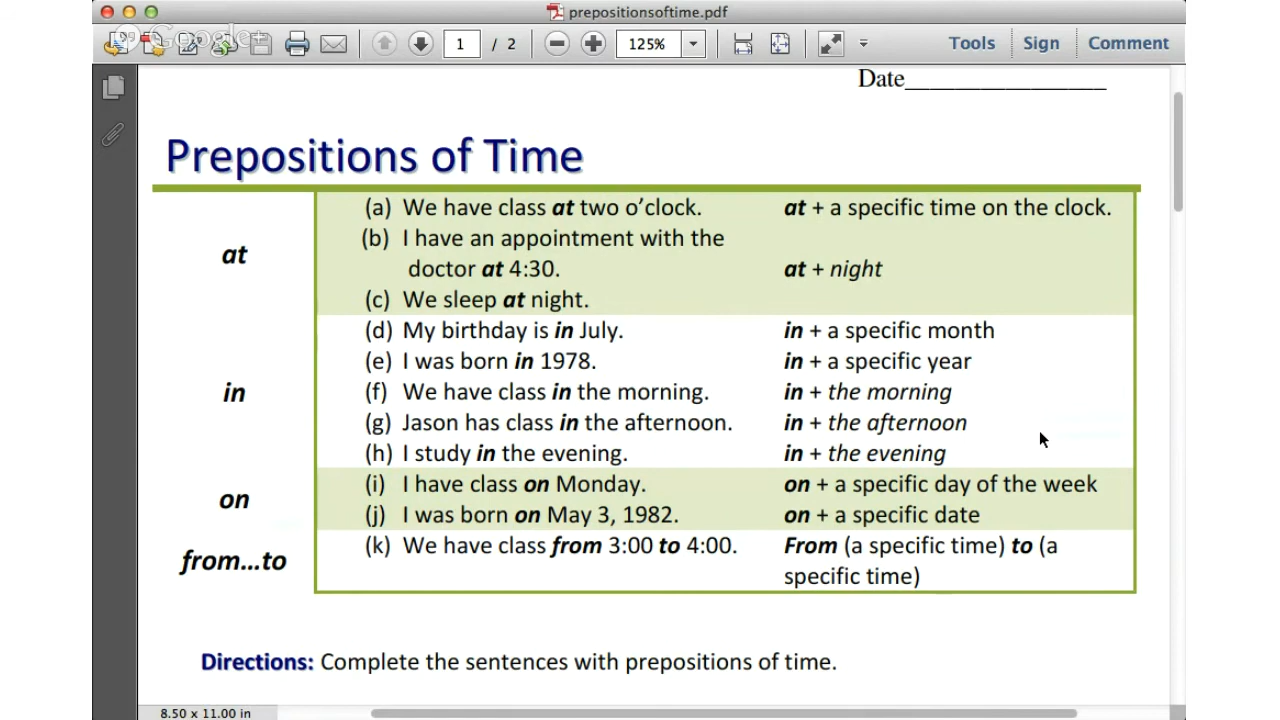 prepositionsoftime.pdf
Google+
1 / 2 125% Tools Sign Comment
Date________________
Prepositions of Time
at
(a) We have class at two o’clock. at + a specific time on the clock.
(b) I have an appointment with the
doctor at 4:30. at + night
(c) We sleep at night.
in
(d) My birthday is in July. in + a specific month
(e) I was born in 1978. in + a specific year
(f) We have class in the morning. in + the morning
(g) Jason has class in the afternoon. in + the afternoon
(h) I study in the evening. in + the evening
on
(i) I have class on Monday. on + a specific day of the week
(j) I was born on May 3, 1982. on + a specific date
from…to
(k) We have class from 3:00 to 4:00. From (a specific time) to (a
specific time)
Directions: Complete the sentences with prepositions of time.
8.50 x 11.00 in